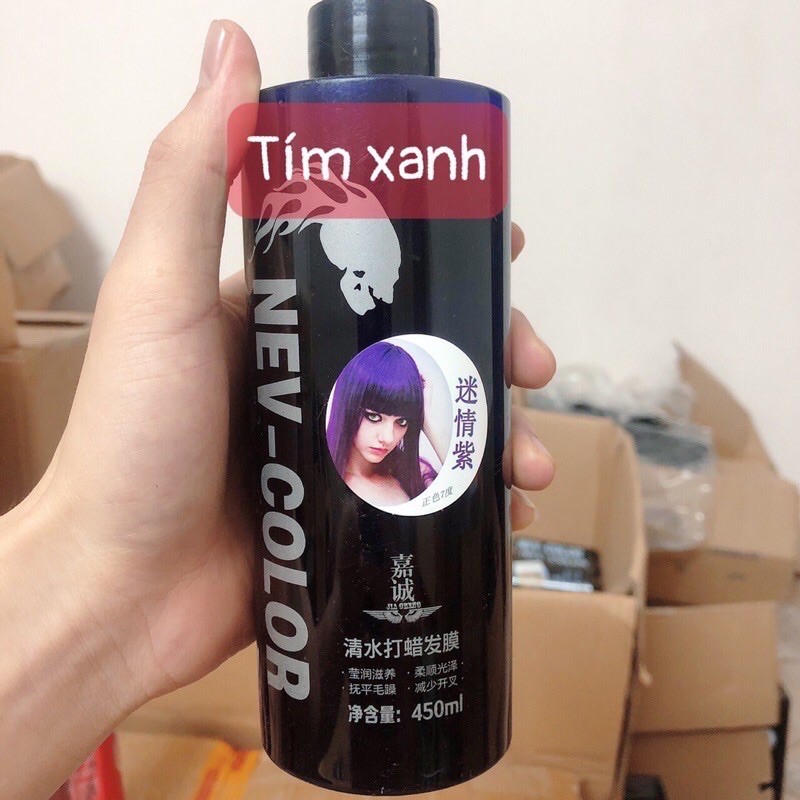 Tím xanh
NEV-COLOR
迷情紫
正色7度
嘉诚
JIA CHENG
清水打蜡发膜
·莹润滋养 ·柔顺光泽·
·抚平毛躁 ·减少开叉·
净含量: 450ml